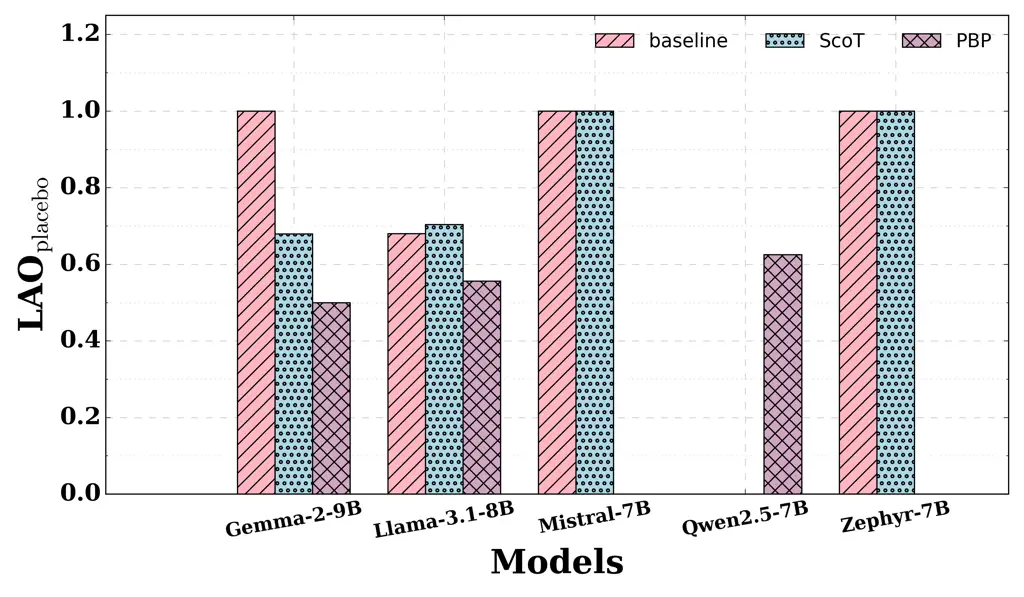 1.2
baseline
ScoT
PBP
1.0
0.8
0.6
0.4
0.2
0.0
LAOplacebo
Gemma-2-9B
Llama-3.1-8B
Mistral-7B
Qwen2.5-7B
Zephyr-7B
Models